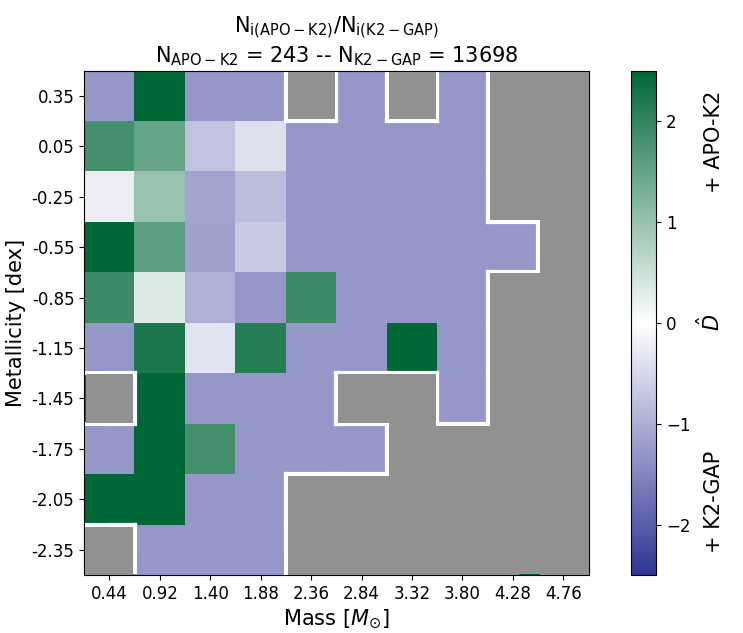 N_i(APO−K2)/N_i(K2−GAP)
N_APO−K2 = 243 -- N_K2−GAP = 13698
Metallicity [dex]
0.35
0.05
-0.25
-0.55
-0.85
-1.15
-1.45
-1.75
-2.05
-2.35
0.44 0.92 1.40 1.88 2.36 2.84 3.32 3.80 4.28 4.76
Mass [M⊙]
2
1
0
−1
−2
+ APO-K2
D̂
+ K2-GAP